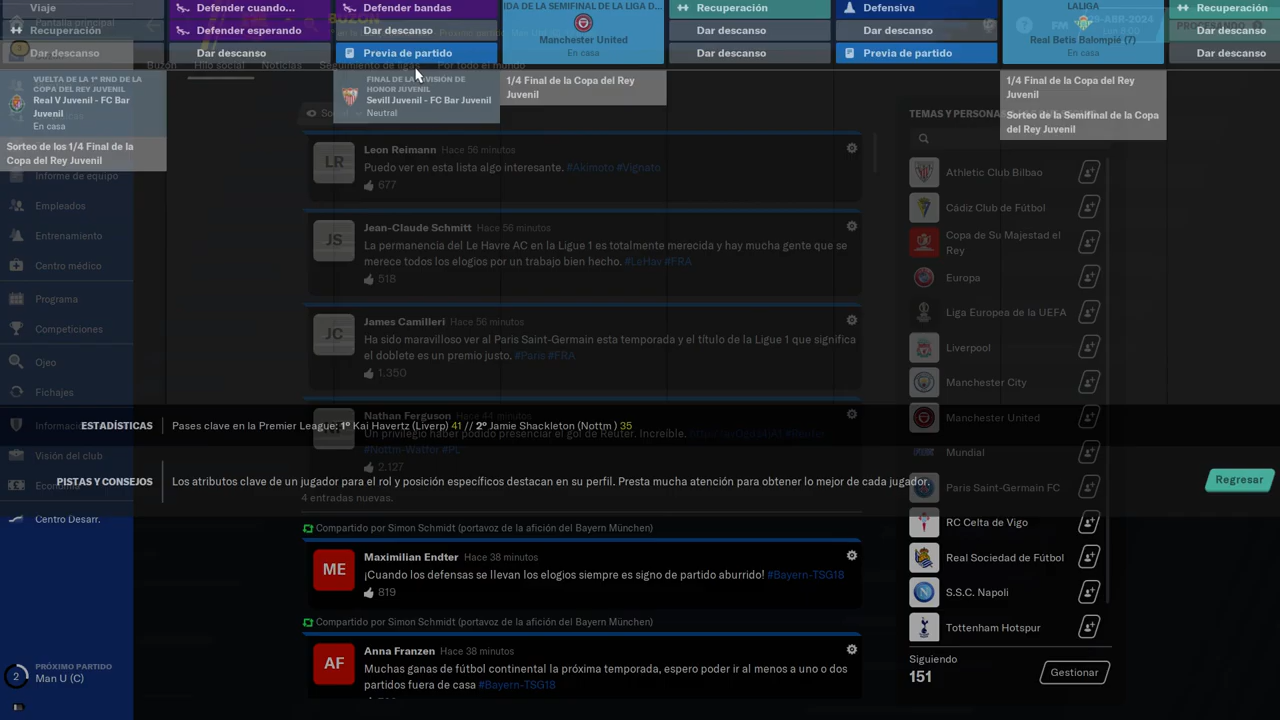 Viaje
Defender cuando...
Defender bandas
IDA DE LA SEMIFINAL DE LA LIGA D...
Recuperación
Defensiva
LALIGA
Recuperación
Recuperación
Defender esperando
Dar descanso
Manchester United
Dar descanso
Dar descanso
Real Betis Balompié (7)
Dar descanso
Dar descanso
Dar descanso
Previa de partido
En casa
Dar descanso
Previa de partido
En casa
Dar descanso
VUELTA DE LA 1ª RND DE LA
COPA DEL REY JUVENIL
Real V Juvenil - FC Bar
Juvenil
En casa
Sorteo de los 1/4 Final de la
Copa del Rey Juvenil
FINAL DE LA DIVISIÓN DE
HONOR JUVENIL
Sevill Juvenil - FC Bar Juvenil
Neutral
1/4 Final de la Copa del Rey
Juvenil
1/4 Final de la Copa del Rey
Juvenil
Sorteo de la Semifinal de la Copa
del Rey Juvenil
Informe de equipo
Empleados
Entrenamiento
Centro médico
Programa
Competiciones
Ojeo
Fichajes
Visión del club
Centro Desarr.
PRÓXIMO PARTIDO
2
Man U (C)
LR
Leon Reimann Hace 56 minutos
Puedo ver en esta lista algo interesante. #Akimoto #Vignato
677
JS
Jean-Claude Schmitt Hace 56 minutos
La permanencia del Le Havre AC en la Ligue 1 es totalmente merecida y hay mucha gente que se
merece todos los elogios por un trabajo bien hecho. #LeHav #FRA
518
JC
James Camilleri Hace 56 minutos
Ha sido maravilloso ver al Paris Saint-Germain esta temporada y el título de la Ligue 1 que significa
el doblete es un premio justo. #Paris #FRA
1.350
Nathan Ferguson Hace 44 minutos
ESTADÍSTICAS
Pases clave en la Premier League: 1º Kai Havertz (Liverp) 41 // 2º Jamie Shackleton (Nottm ) 35
Un privilegio haber podido presenciar el gol de Reuter. Increíble.
#Nottm-Watfor #PL
2.127
PISTAS Y CONSEJOS
Los atributos clave de un jugador para el rol y posición específicos destacan en su perfil. Presta mucha atención para obtener lo mejor de cada jugador.
Regresar
4 entradas nuevas.
Compartido por Simon Schmidt (portavoz de la afición del Bayern München)
ME
Maximilian Endter Hace 38 minutos
¡Cuando los defensas se llevan los elogios siempre es signo de partido aburrido! #Bayern-TSG18
819
Compartido por Simon Schmidt (portavoz de la afición del Bayern München)
AF
Anna Franzen Hace 38 minutos
Muchas ganas de fútbol continental la próxima temporada, espero poder ir al menos a uno o dos
partidos fuera de casa #Bayern-TSG18
Athletic Club Bilbao
Cádiz Club de Fútbol
Copa de Su Majestad el
Rey
Europa
Liga Europea de la UEFA
Liverpool
Manchester City
Manchester United
Mundial
Paris Saint-Germain FC
RC Celta de Vigo
Real Sociedad de Fútbol
S.S.C. Napoli
Tottenham Hotspur
Siguiendo
151
Gestionar